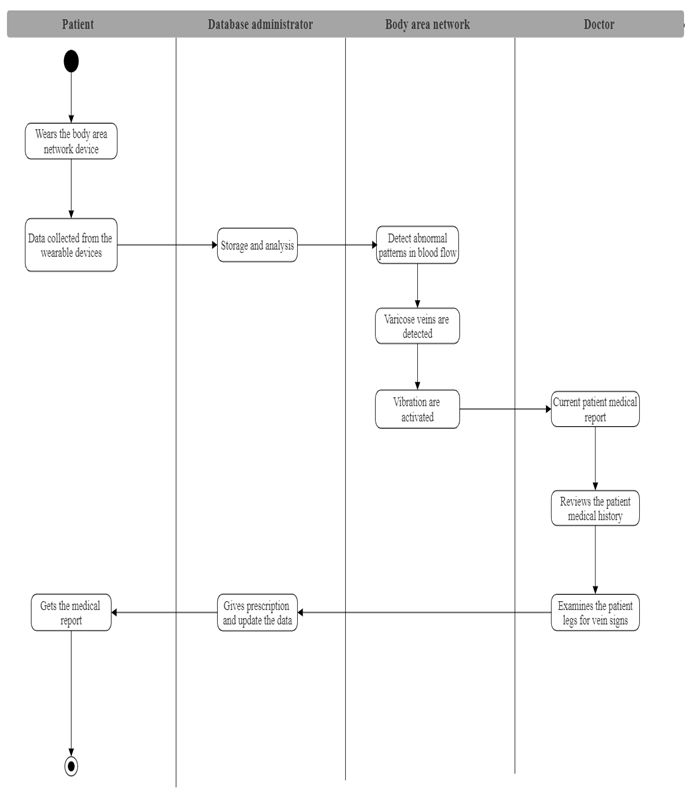 Patient
Database administrator
Body area network
Doctor
Wears the body area
network device
Data collected from the
wearable devices
Storage and analysis
Detect abnormal
patterns in blood flow
Varicose veins are
detected
Vibration are
activated
Current patient medical
report
Reviews the patient
medical history
Examines the patient
legs for vein signs
Gives prescription
and update the data
Gets the medical
report